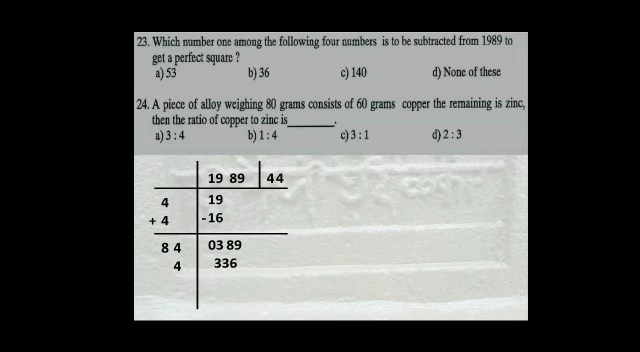 23. Which number one among the following four numbers is to be subtracted from 1989 to
get a perfect square ?
a) 53 b) 36 c) 140 d) None of these
24. A piece of alloy weighing 80 grams consists of 60 grams copper the remaining is zinc,
then the ratio of copper to zinc is_______.
a) 3 : 4 b) 1 : 4 c) 3 : 1 d) 2 : 3
19 89 44
4 19
+ 4 -16
8 4 03 89
4 336